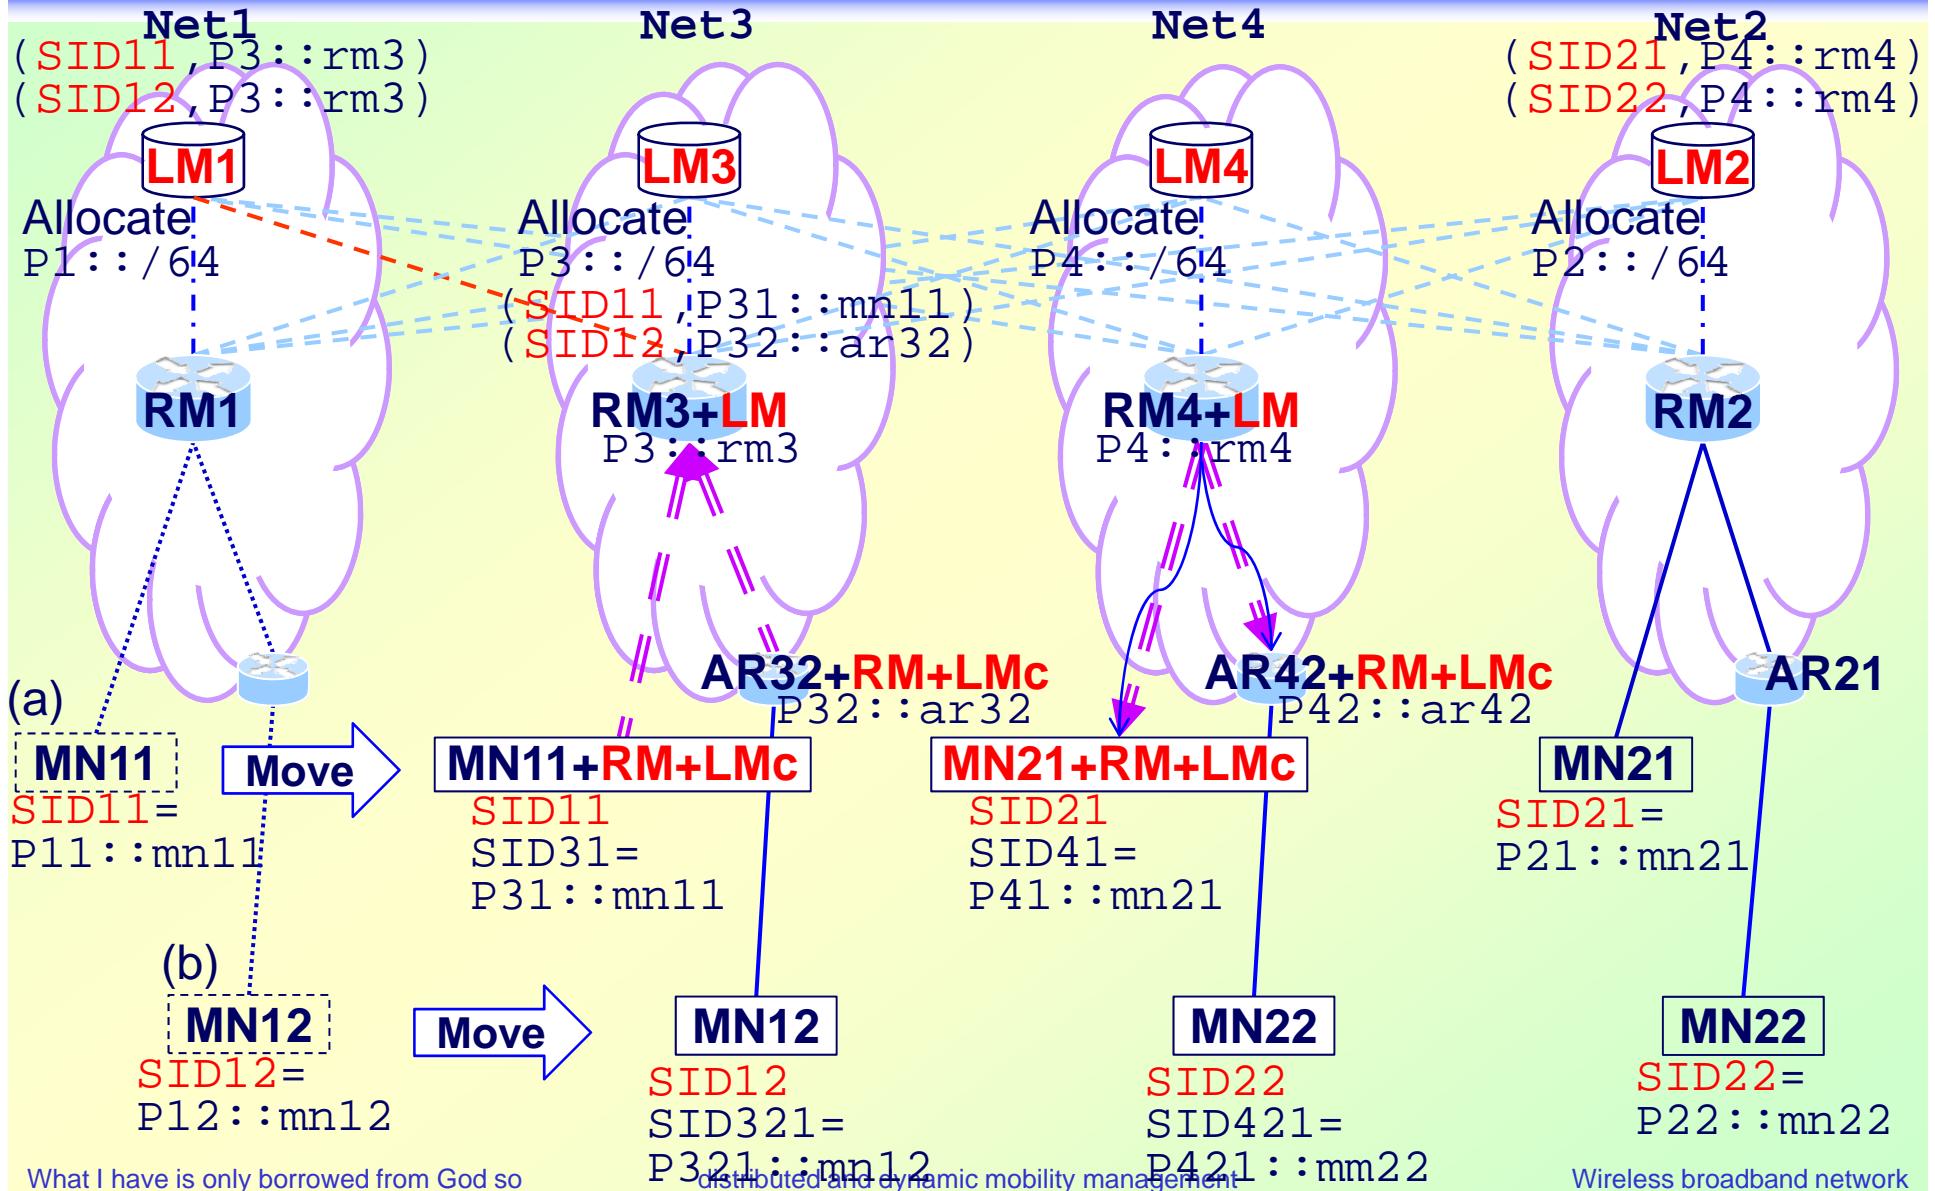 Net1 Net3 Net4 Net2
(SID11,P3::rm3) (SID21,P4::rm4)
(SID12,P3::rm3) (SID22,P4::rm4)
LM1 LM3 LM4 LM2
Allocate Allocate Allocate Allocate
P1::/64 P3::/64 P4::/64 P2::/64
(SID11,P31::mn11)
(SID12,P32::ar32)
RM1 RM3+LM RM4+LM RM2
P3::rm3 P4::rm4
AR32+RM+LMc AR42+RM+LMc AR21
(a)
P32::ar32 P42::ar42
MN11 Move MN11+RM+LMc MN21+RM+LMc MN21
SID11= SID11 SID21 SID21=
P11::mn11 SID31= SID41= P21::mn21
P31::mn11 P41::mn21
(b)
MN12 Move MN12 MN22 MN22
SID12= SID12 SID22 SID22=
P12::mn12 SID321= SID421= P22::mn22
P321::mn12 P421::mm22
What I have is only borrowed from God so distributed and dynamic mobility management Wireless broadband network